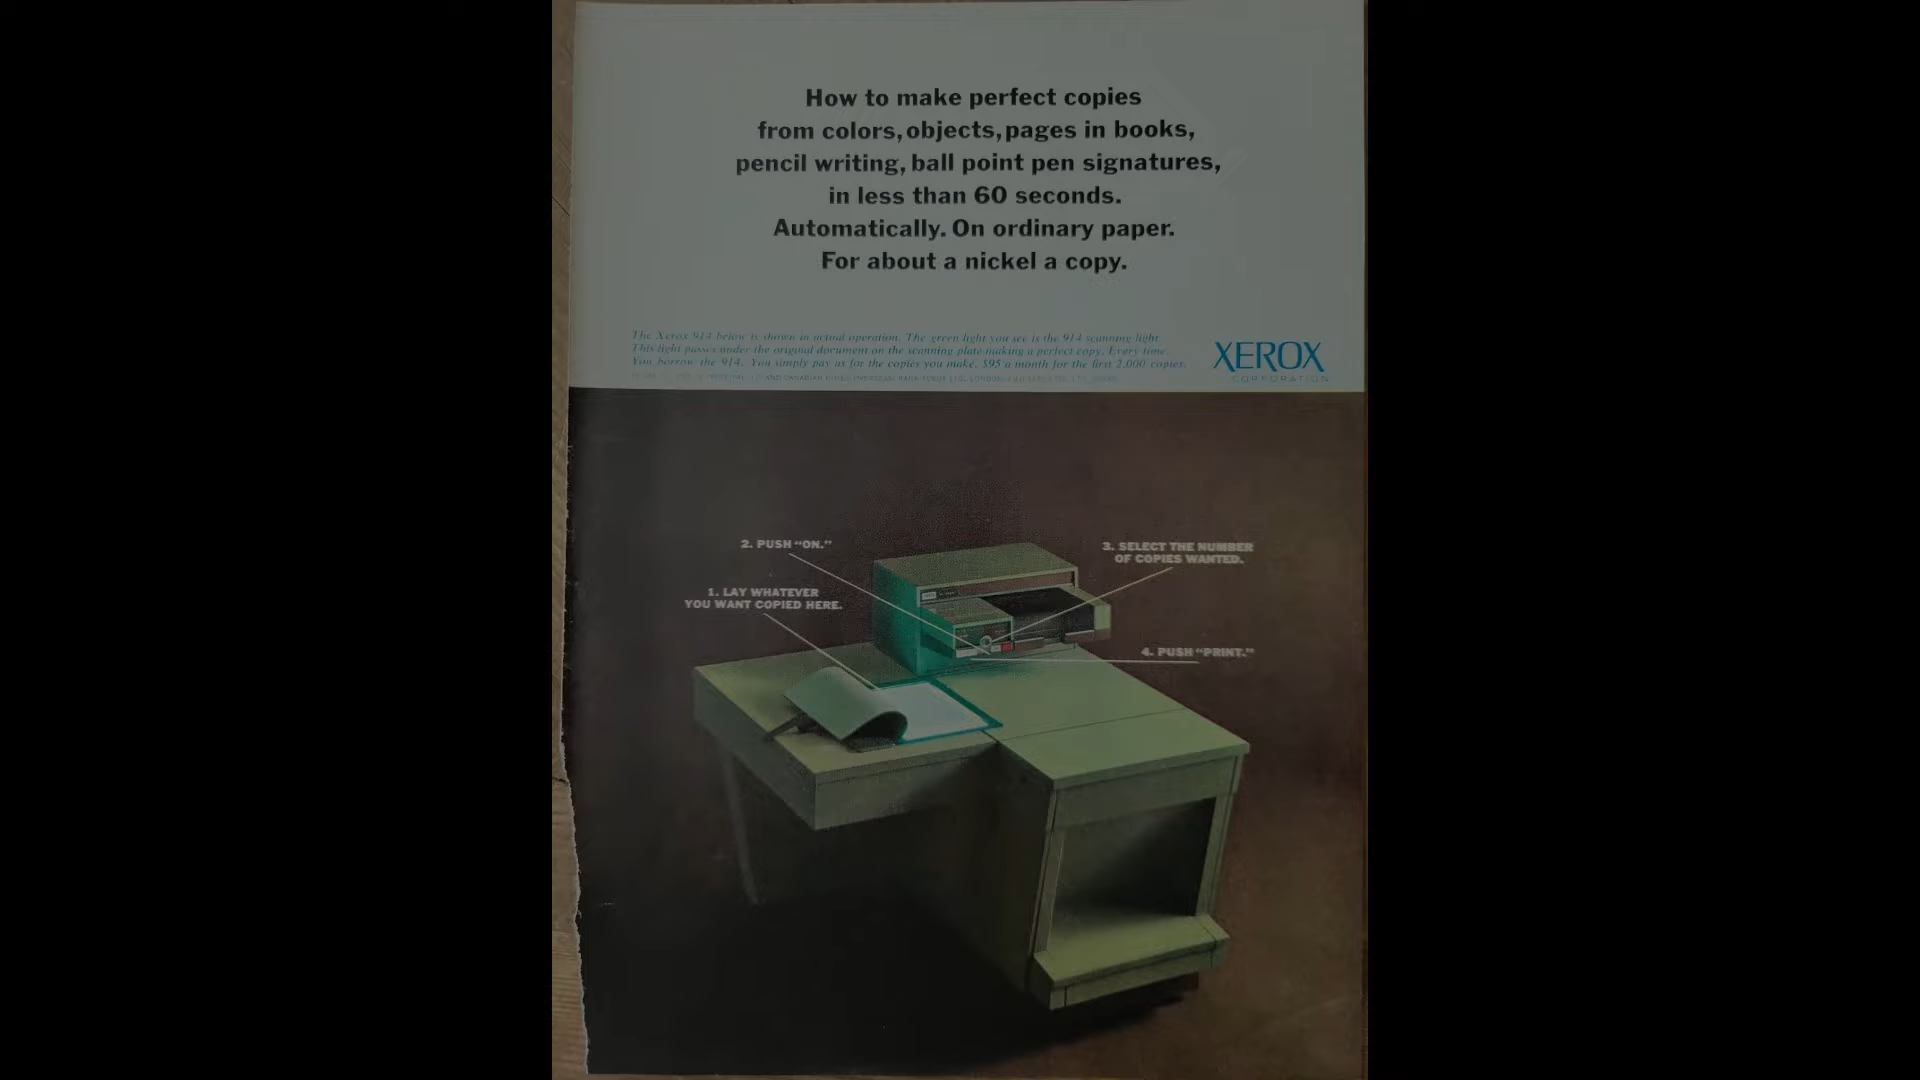 How to make perfect copies
from colors, objects, pages in books,
pencil writing, ball point pen signatures,
in less than 60 seconds.
Automatically. On ordinary paper.
For about a nickel a copy.
The Xerox 914 below is shown in actual operation. The green light you see is the 914 scanning light.
This light passes under the original document on the scanning plate making a perfect copy. Every time.
You borrow the 914. You simply pay as for the copies you make. $95 a month for the first 2,000 copies.
XEROX
CORPORATION
2. PUSH "ON."
3. SELECT THE NUMBER
OF COPIES WANTED.
1. LAY WHATEVER
YOU WANT COPIED HERE.
4. PUSH "PRINT."